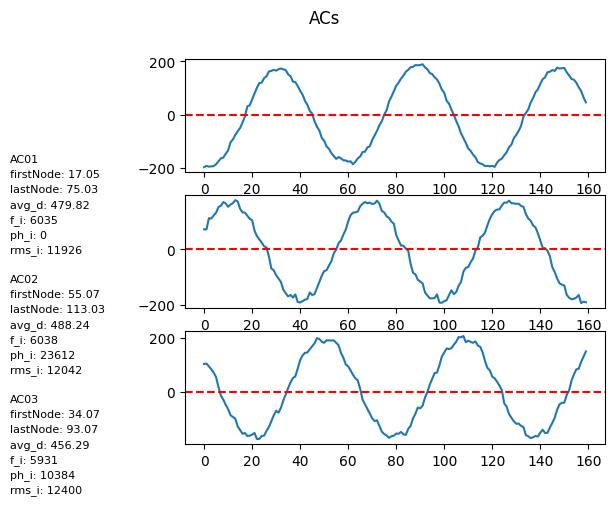 ACs
200
0
−200
0 20 40 60 80 100 120 140 160
0
−200
0 20 40 60 80 100 120 140 160
200
0
0 20 40 60 80 100 120 140 160
AC01
firstNode: 17.05
lastNode: 75.03
avg_d: 479.82
f_i: 6035
ph_i: 0
rms_i: 11926
AC02
firstNode: 55.07
lastNode: 113.03
avg_d: 488.24
f_i: 6038
ph_i: 23612
rms_i: 12042
AC03
firstNode: 34.07
lastNode: 93.07
avg_d: 456.29
f_i: 5931
ph_i: 10384
rms_i: 12400